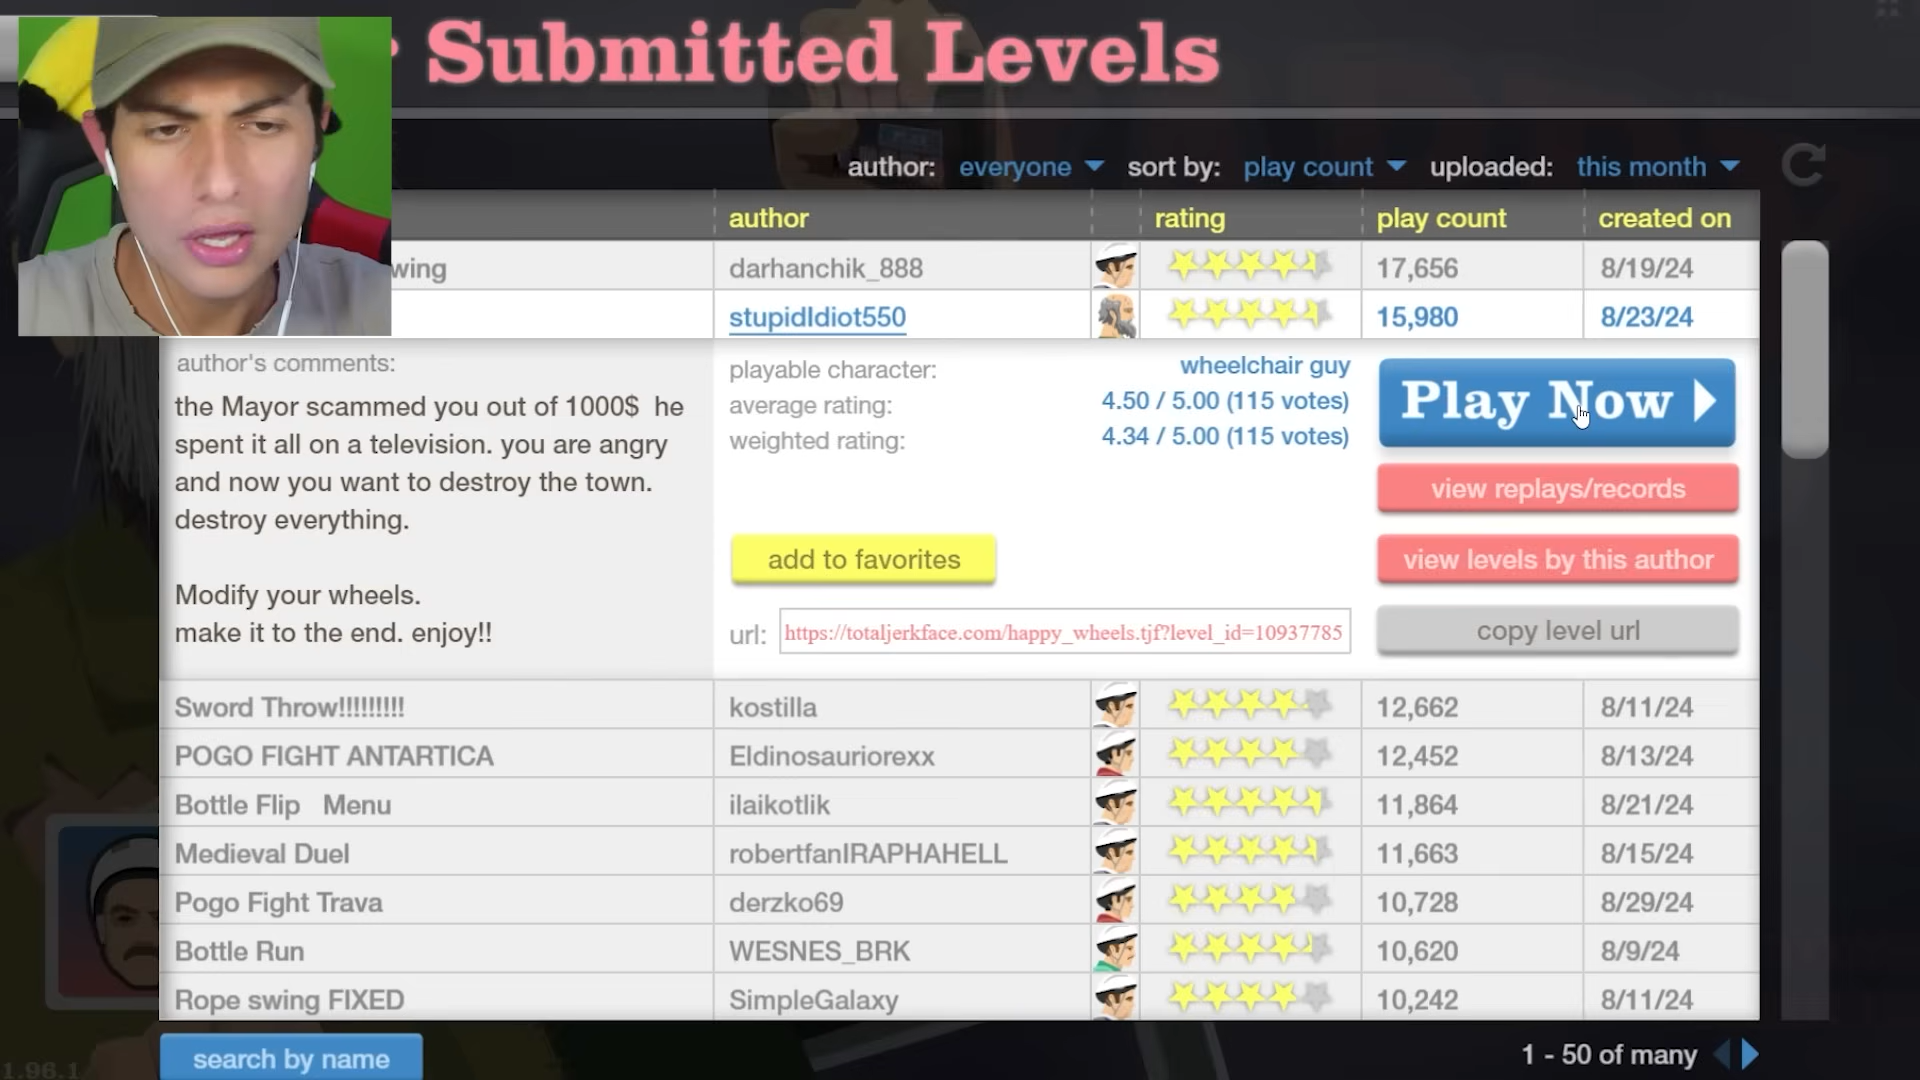 Submitted Levels
author: everyone sort by: play count uploaded: this month
author rating play count created on
wing darhanchik_888 17,656 8/19/24
stupidIdiot550 15,980 8/23/24
author's comments:
the Mayor scammed you out of 1000$ he
spent it all on a television. you are angry
and now you want to destroy the town.
destroy everything.
Modify your wheels.
make it to the end. enjoy!!
playable character: wheelchair guy
average rating: 4.50 / 5.00 (115 votes)
weighted rating: 4.34 / 5.00 (115 votes)
add to favorites
url: https://totaljerkface.com/happy_wheels.tjf?level_id=10937785
Play Now
view replays/records
view levels by this author
copy level url
Sword Throw!!!!!!!!! kostilla 12,662 8/11/24
POGO FIGHT ANTARTICA Eldinosauriorexx 12,452 8/13/24
Bottle Flip Menu ilaikotlik 11,864 8/21/24
Medieval Duel robertfanIRAPHAHELL 11,663 8/15/24
Pogo Fight Trava derzko69 10,728 8/29/24
Bottle Run WESNES_BRK 10,620 8/9/24
Rope swing FIXED SimpleGalaxy 10,242 8/11/24
search by name
1 - 50 of many
1.96.1